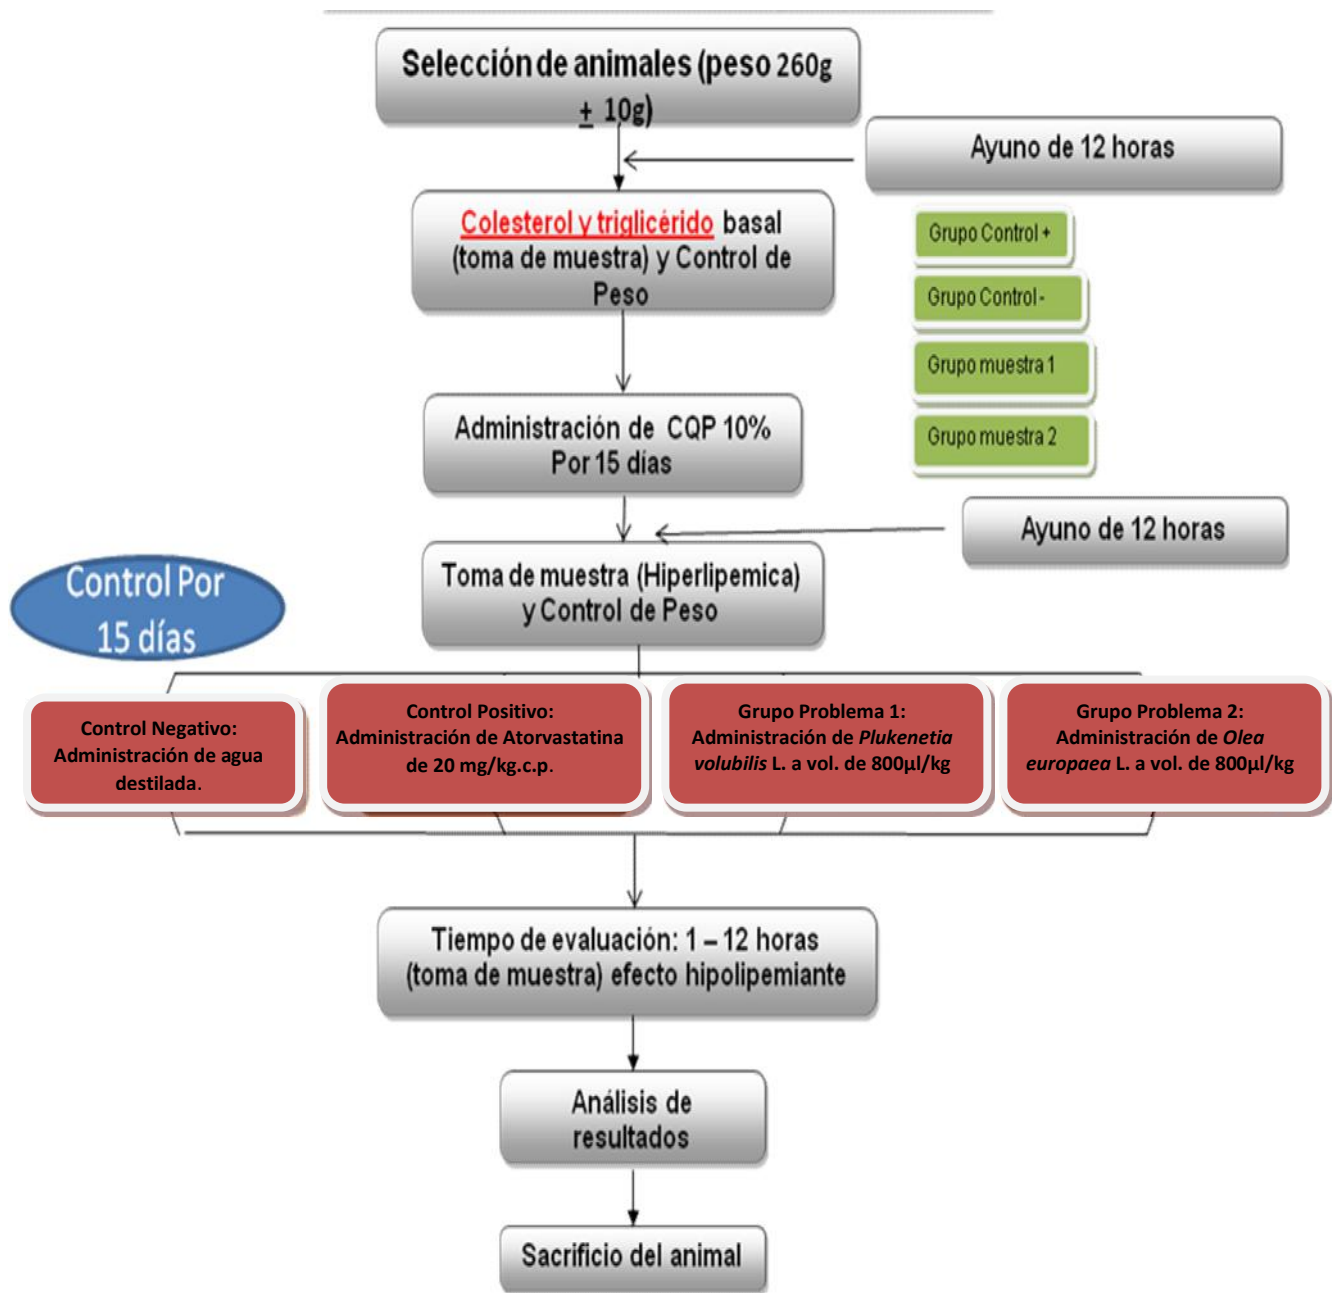 Selección de animales (peso 260g
± 10g)
Ayuno de 12 horas
Colesterol y triglicérido basal
(toma de muestra) y Control de
Peso
Grupo Control +
Grupo Control -
Grupo muestra 1
Grupo muestra 2
Administración de CQP 10%
Por 15 días
Ayuno de 12 horas
Toma de muestra (Hiperlipemica)
y Control de Peso
Control Por
15 días
Control Negativo:
Administración de agua
destilada.
Control Positivo:
Administración de Atorvastatina
de 20 mg/kg.c.p.
Grupo Problema 1:
Administración de Plukenetia
volubilis L. a vol. de 800µl/kg
Grupo Problema 2:
Administración de Olea
europaea L. a vol. de 800µl/kg
Tiempo de evaluación: 1 – 12 horas
(toma de muestra) efecto hipolipemiante
Análisis de
resultados
Sacrificio del animal